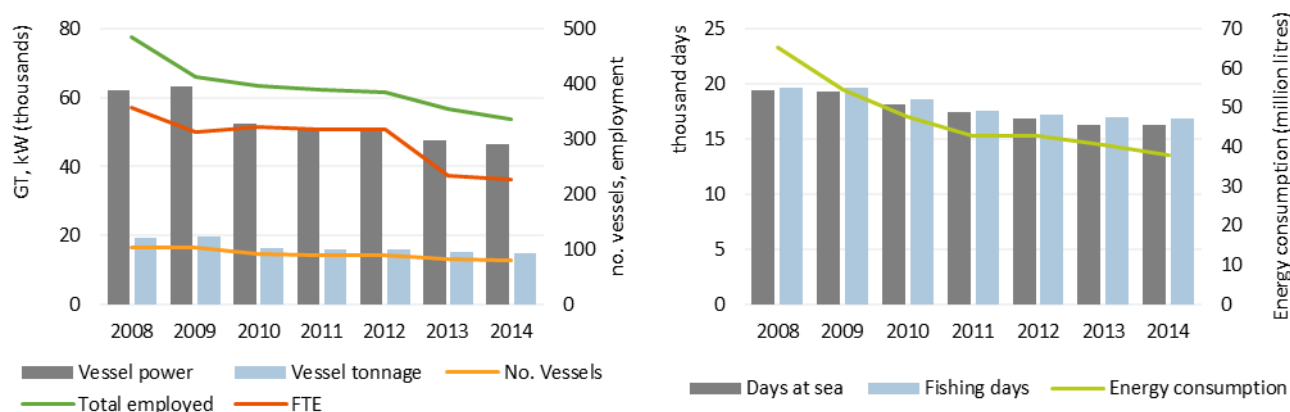 GT, kW (thousands)
80
60
40
20
0
500
400
300
200
100
0
no. vessels, employment
2008 2009 2010 2011 2012 2013 2014
Vessel power Vessel tonnage No. Vessels
Total employed FTE
thousand days
25
20
15
10
5
0
70
60
50
40
30
20
10
0
Energy consumption (million litres)
2008 2009 2010 2011 2012 2013 2014
Days at sea Fishing days Energy consumption